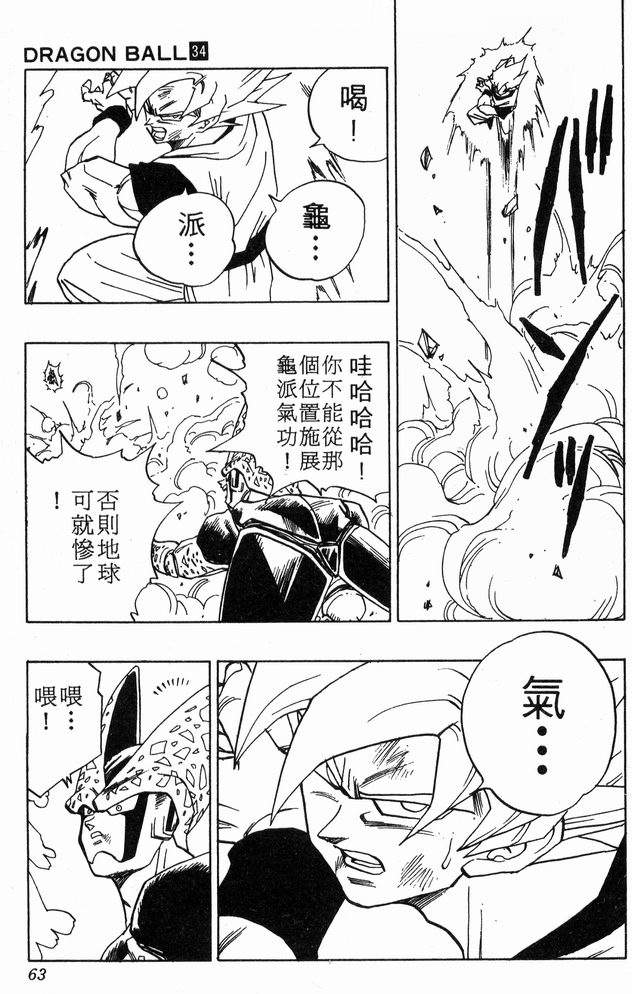 DRAGON BALL 34
喝！
龜…
派…
哇哈哈哈！
你不能從那
個位置施展
龜派氣功！
否則地球
可就慘了
！
氣…
喂…
喂！
63